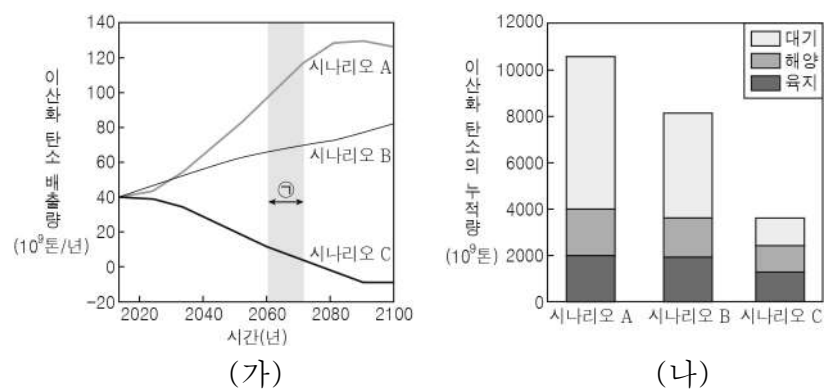 140
120
100
80
60
40
20
0
-20
이산화 탄소 배출량
(10⁹톤/년)
시나리오 A
시나리오 B
㉠
시나리오 C
2020 2040 2060 2080 2100
시간(년)
(가)
12000
10000
8000
6000
4000
2000
0
이산화 탄소의 누적량
(10⁹톤)
대기
해양
육지
시나리오 A 시나리오 B 시나리오 C
(나)